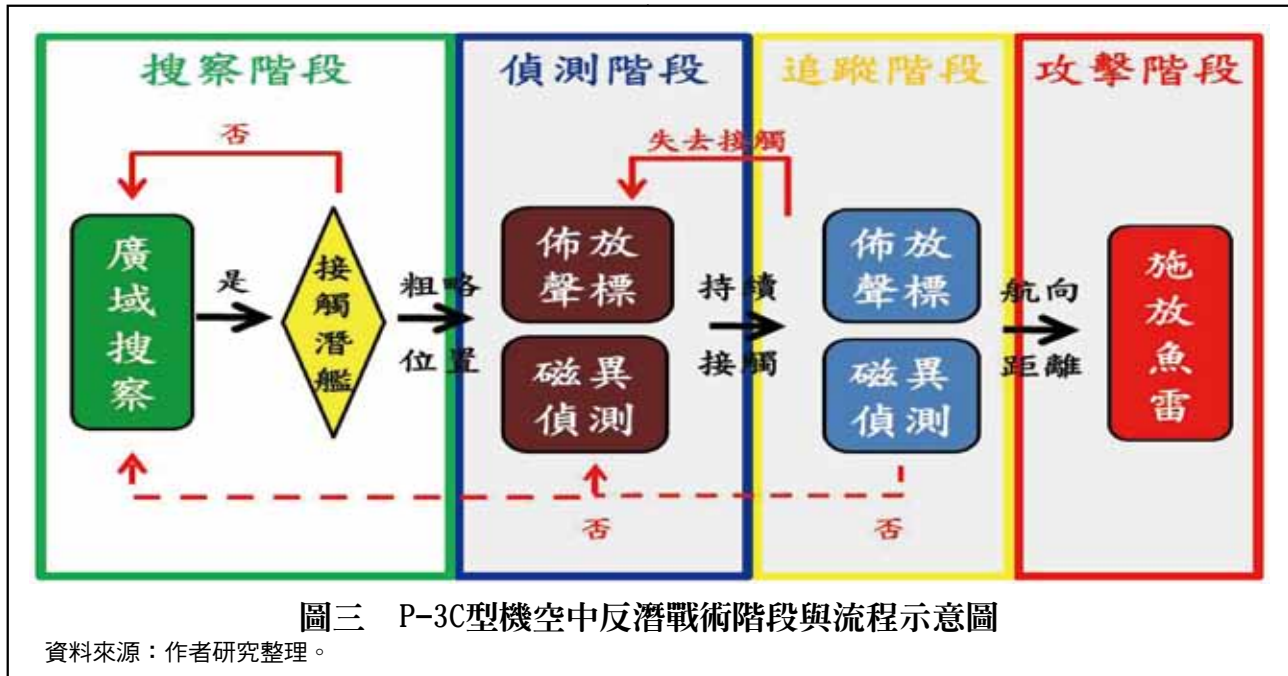 搜察階段
偵測階段
追蹤階段
攻擊階段
否
失去接觸
廣域搜察
是
接觸潛艦
粗略
位置
佈放
聲標
磁異
偵測
持續
接觸
佈放
聲標
磁異
偵測
航向
距離
施放魚雷
否
否
圖三 P-3C型機空中反潛戰術階段與流程示意圖
資料來源：作者研究整理。